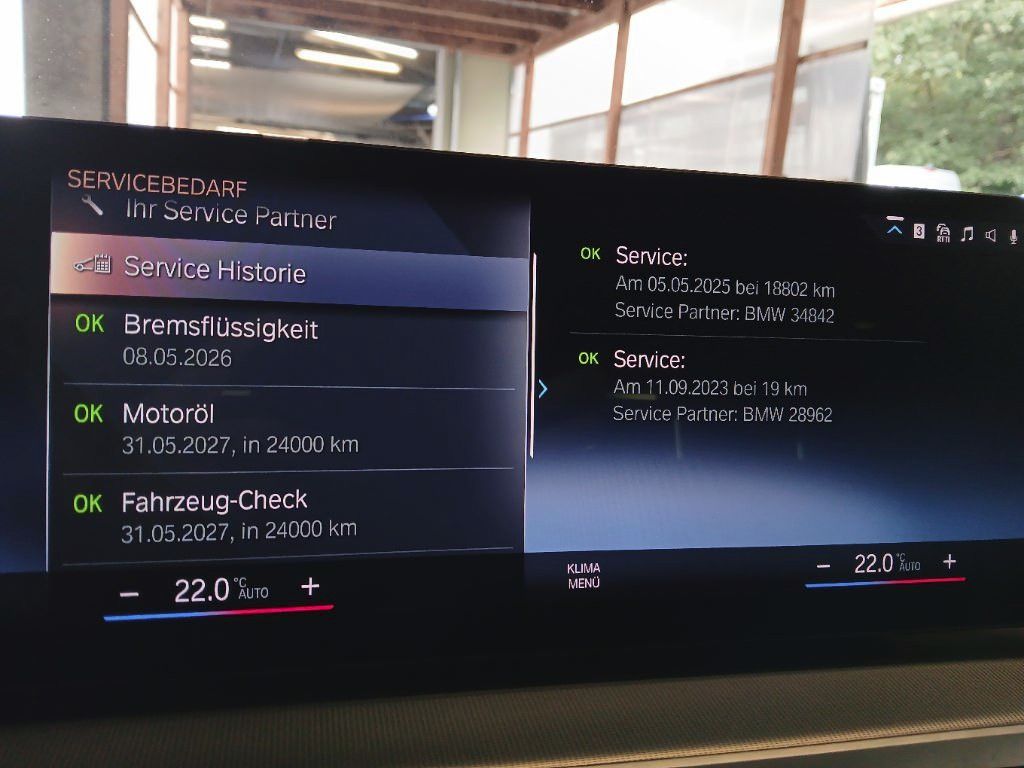 SERVICEBEDARF
Ihr Service Partner
Service Historie
OK Bremsflüssigkeit
08.05.2026
OK Motoröl
31.05.2027, in 24000 km
OK Fahrzeug-Check
31.05.2027, in 24000 km
3
RTTI
OK Service:
Am 05.05.2025 bei 18802 km
Service Partner: BMW 34842
OK Service:
Am 11.09.2023 bei 19 km
Service Partner: BMW 28962
− 22.0 °C AUTO +
KLIMA
MENÜ
− 22.0 °C AUTO +